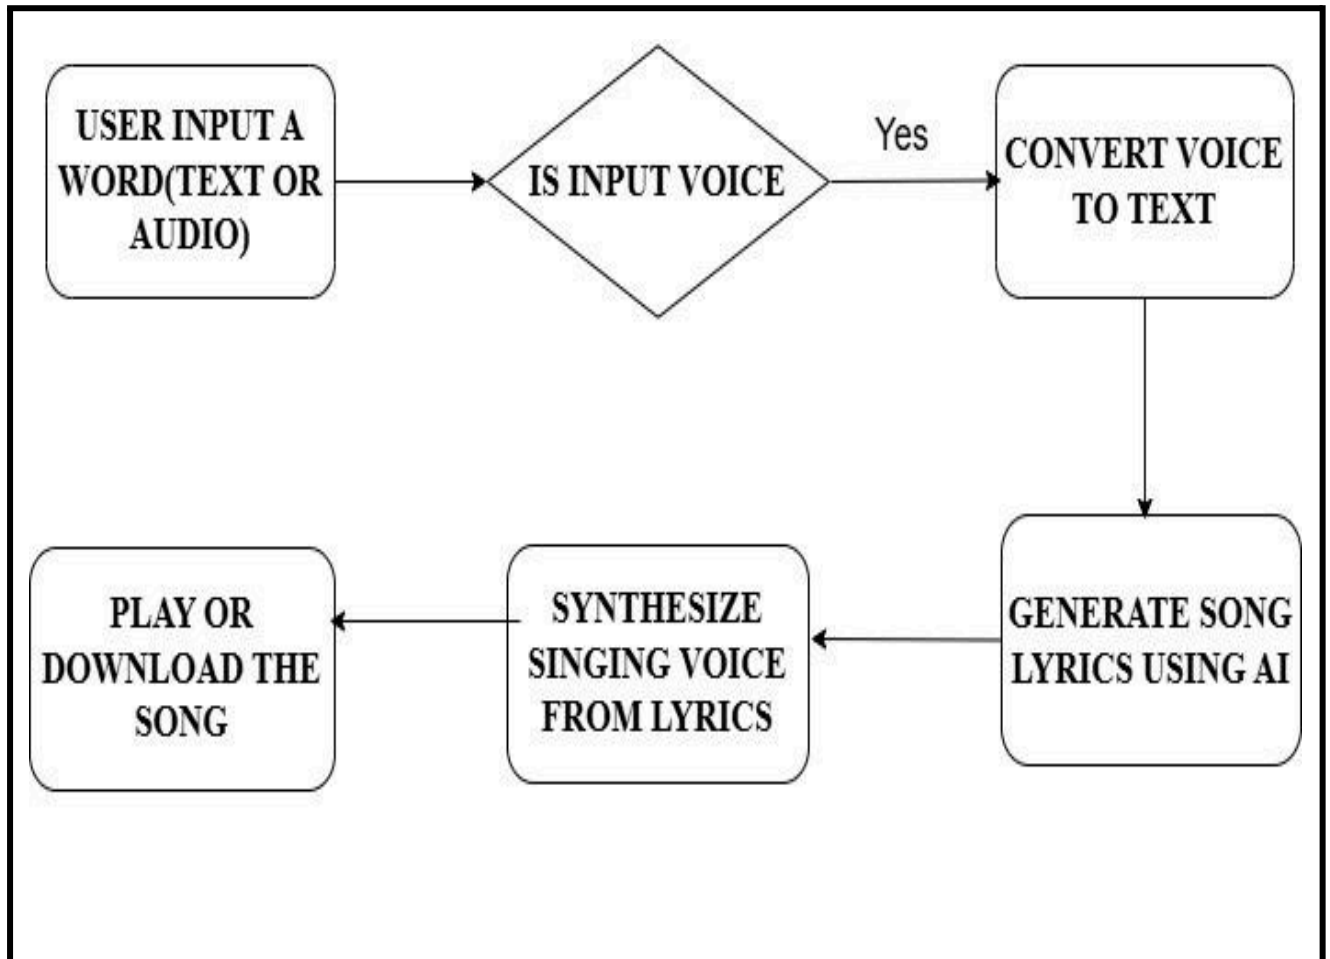 USER INPUT A
WORD(TEXT OR
AUDIO)
IS INPUT VOICE
Yes
CONVERT VOICE
TO TEXT
GENERATE SONG
LYRICS USING AI
SYNTHESIZE
SINGING VOICE
FROM LYRICS
PLAY OR
DOWNLOAD THE
SONG